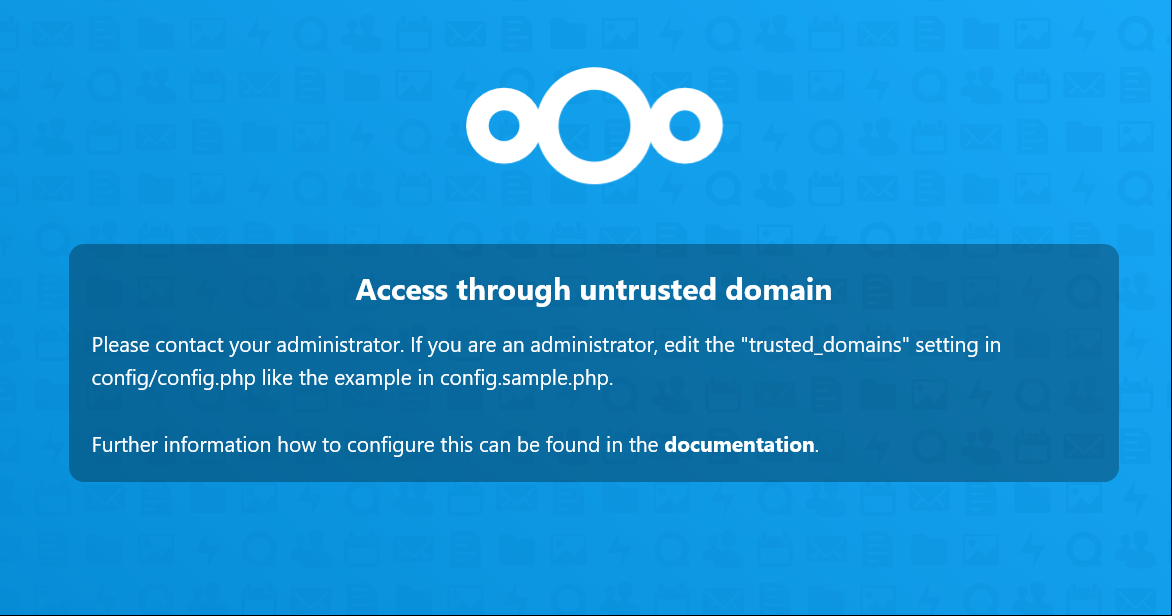 Access through untrusted domain
Please contact your administrator. If you are an administrator, edit the "trusted_domains" setting in
config/config.php like the example in config.sample.php.
Further information how to configure this can be found in the documentation.